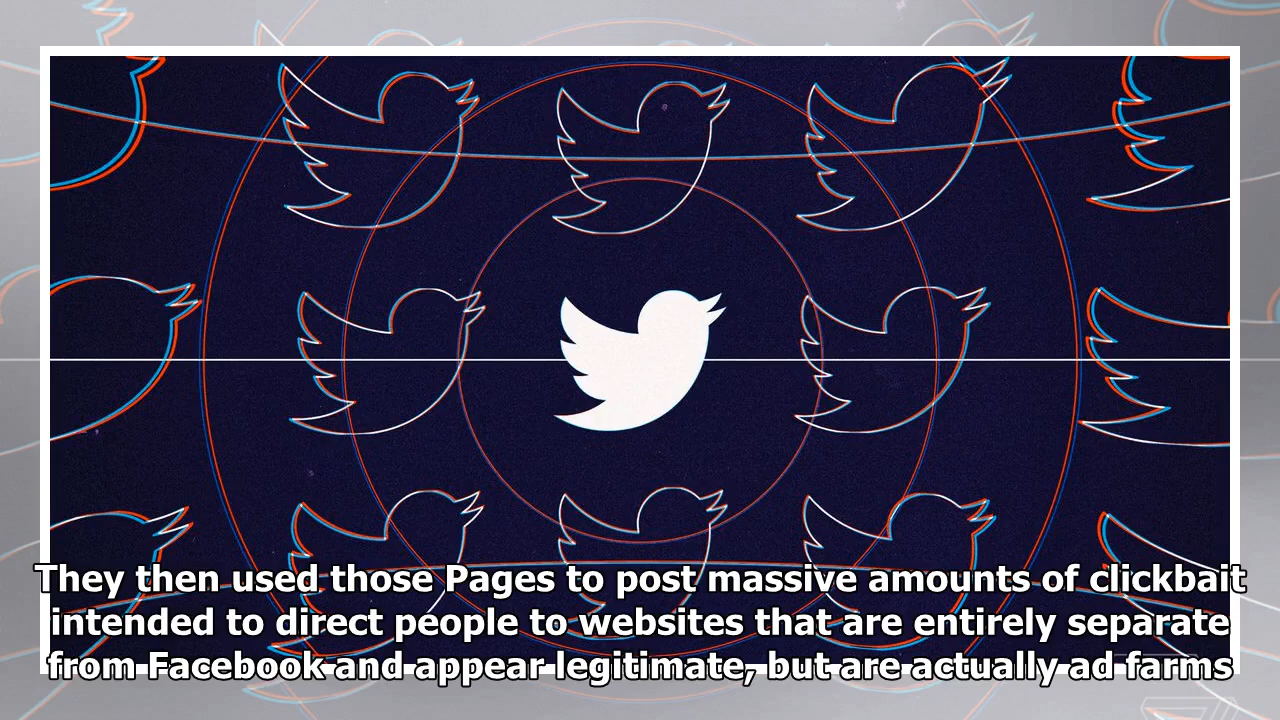 They then used those Pages to post massive amounts of clickbait
intended to direct people to websites that are entirely separate
from Facebook and appear legitimate, but are actually ad farms